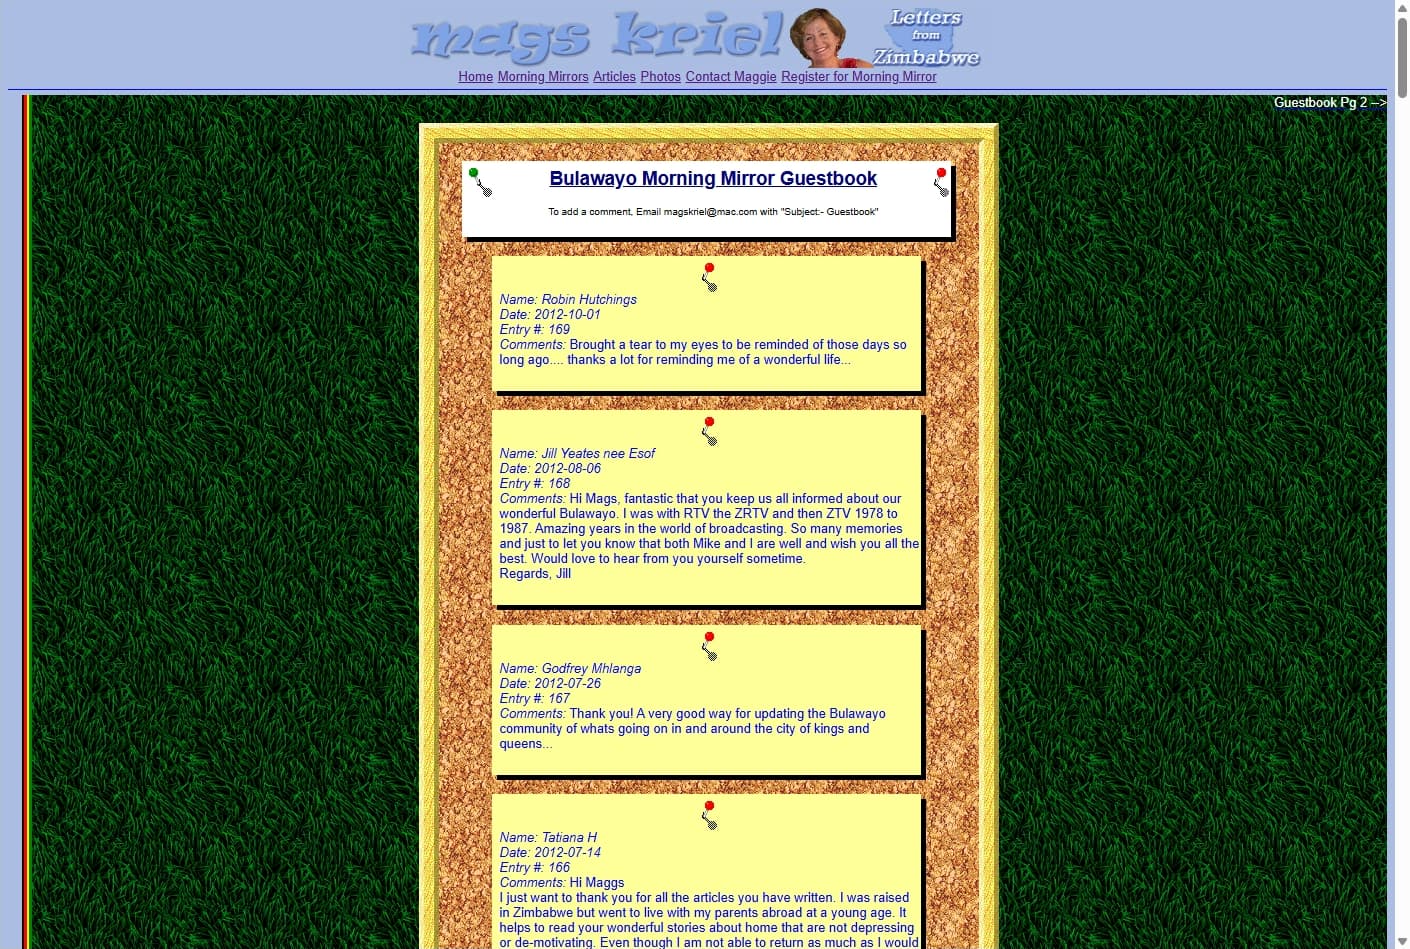 mags kriel
Letters
from
Zimbabwe
Home Morning Mirrors Articles Photos Contact Maggie Register for Morning Mirror
Guestbook Pg 2 -->
Bulawayo Morning Mirror Guestbook
To add a comment, Email magskriel@mac.com with "Subject:- Guestbook"
Name: Robin Hutchings
Date: 2012-10-01
Entry #: 169
Comments: Brought a tear to my eyes to be reminded of those days so
long ago.... thanks a lot for reminding me of a wonderful life...
Name: Jill Yeates nee Esof
Date: 2012-08-06
Entry #: 168
Comments: Hi Mags, fantastic that you keep us all informed about our
wonderful Bulawayo. I was with RTV the ZRTV and then ZTV 1978 to
1987. Amazing years in the world of broadcasting. So many memories
and just to let you know that both Mike and I are well and wish you all the
best. Would love to hear from you yourself sometime.
Regards, Jill
Name: Godfrey Mhlanga
Date: 2012-07-26
Entry #: 167
Comments: Thank you! A very good way for updating the Bulawayo
community of whats going on in and around the city of kings and
queens...
Name: Tatiana H
Date: 2012-07-14
Entry #: 166
Comments: Hi Maggs
I just want to thank you for all the articles you have written. I was raised
in Zimbabwe but went to live with my parents abroad at a young age. It
helps to read your wonderful stories about home that are not depressing
or de-motivating. Even though I am not able to return as much as I would